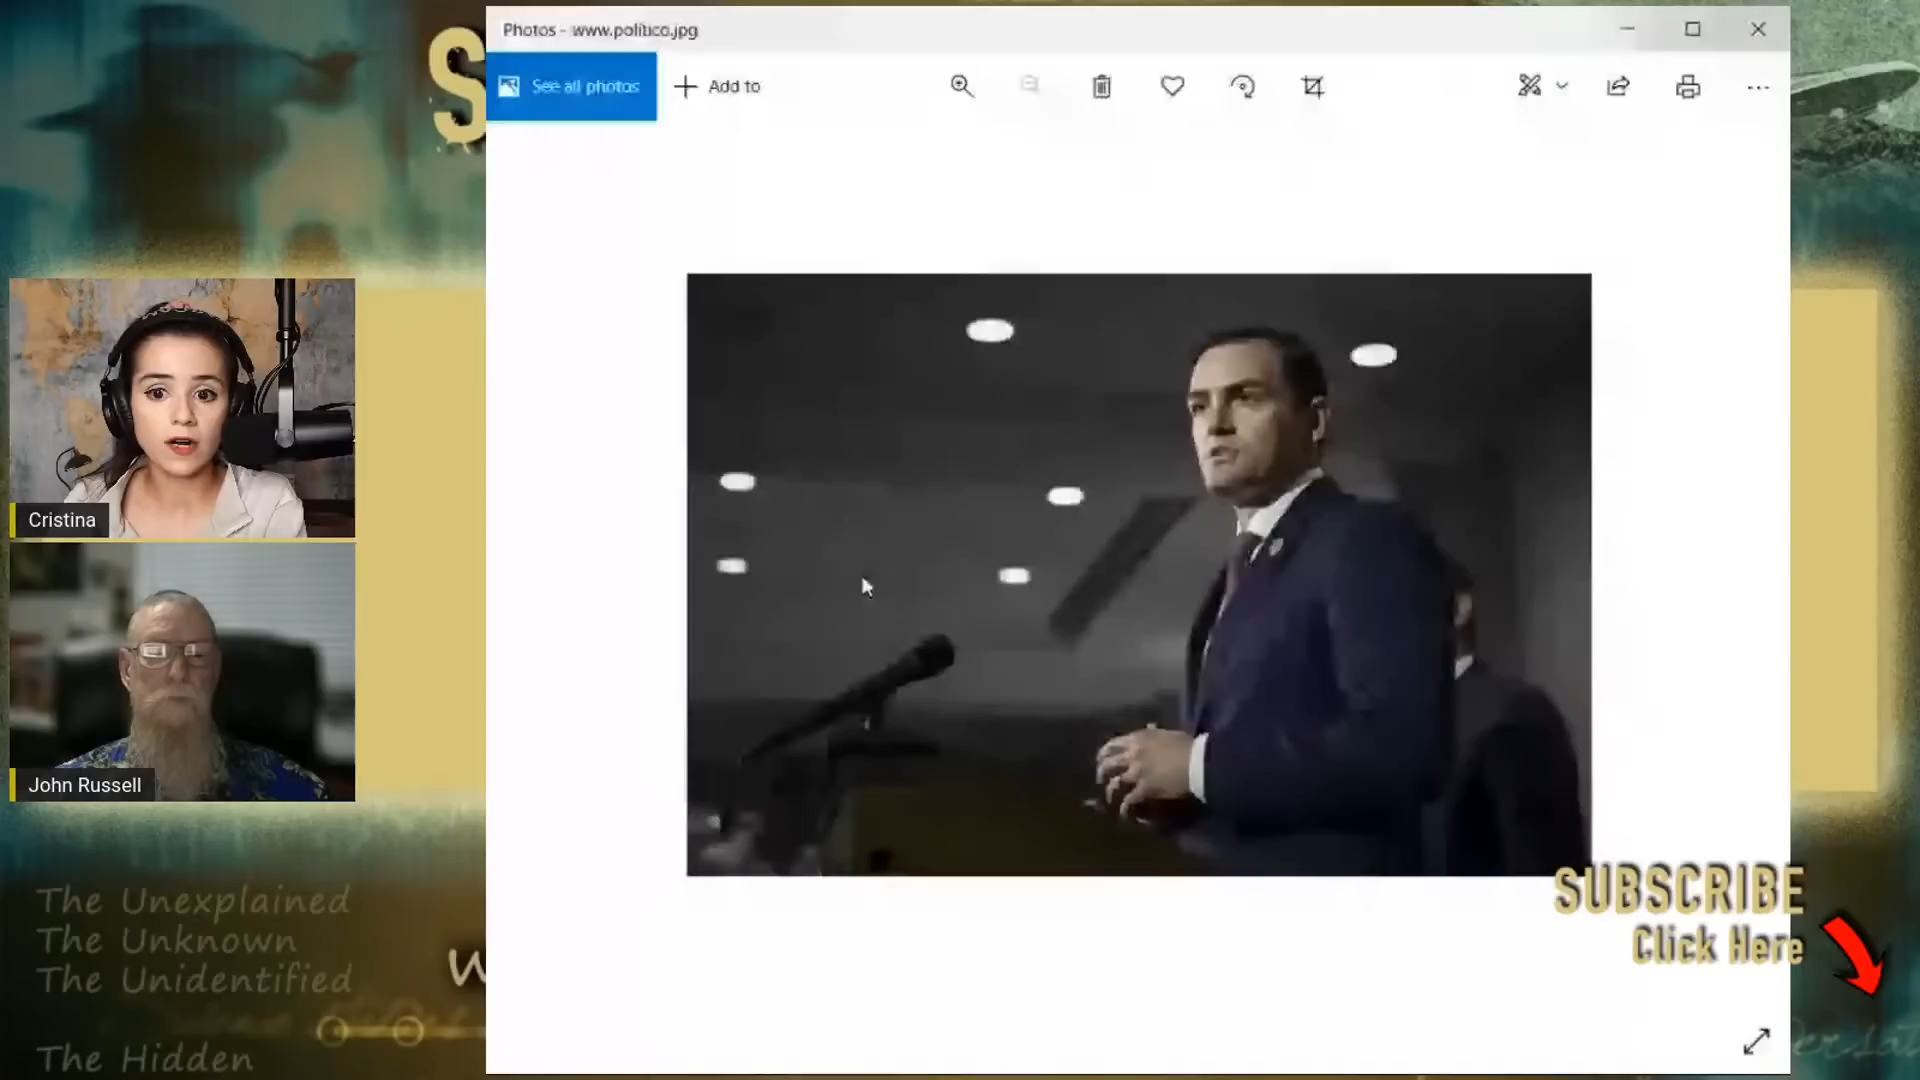 S
Photos - www.politico.jpg
See all photos
Add to
Cristina
John Russell
SUBSCRIBE
Click Here
The Unexplained
The Unknown
The Unidentified
W
The Hidden